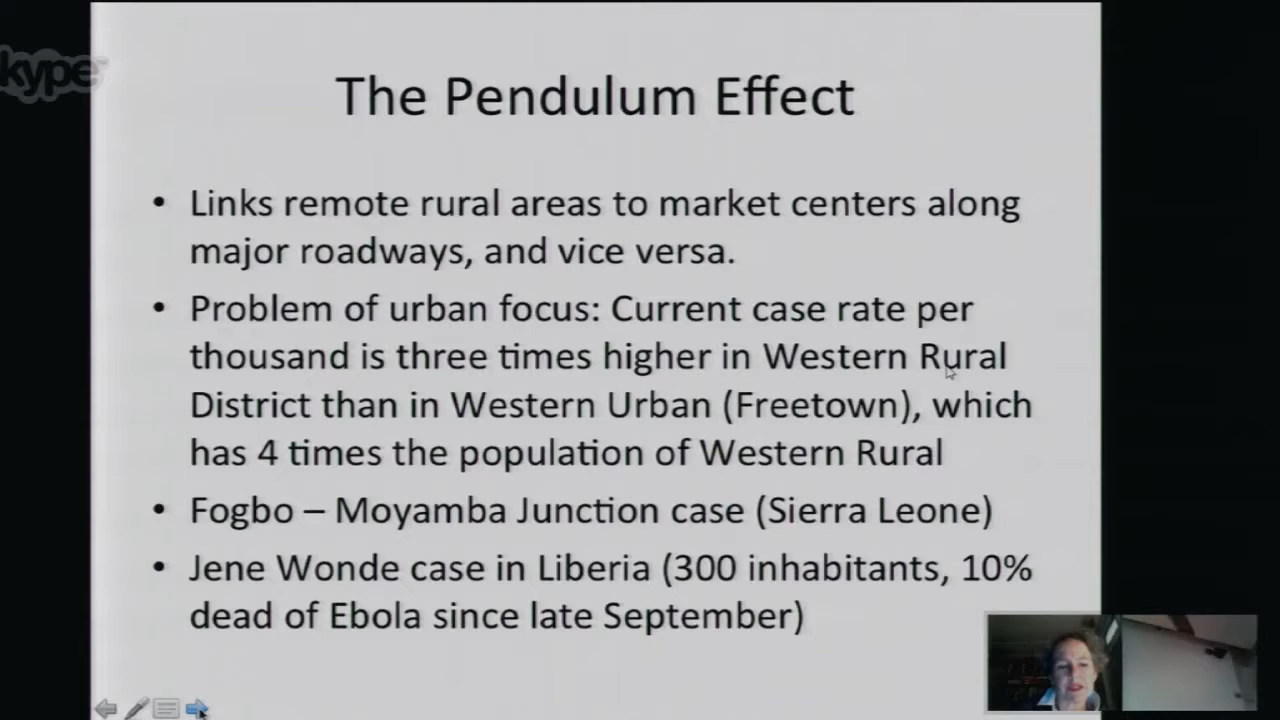 kype
The Pendulum Effect
• Links remote rural areas to market centers along
major roadways, and vice versa.
• Problem of urban focus: Current case rate per
thousand is three times higher in Western Rural
District than in Western Urban (Freetown), which
has 4 times the population of Western Rural
• Fogbo – Moyamba Junction case (Sierra Leone)
• Jene Wonde case in Liberia (300 inhabitants, 10%
dead of Ebola since late September)